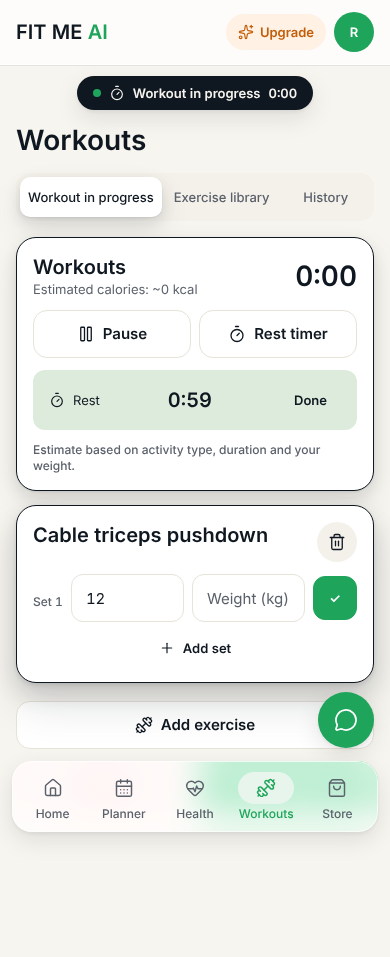 FIT ME AI
Upgrade
R
Workout in progress 0:00
Workouts
Workout in progress
Exercise library
History
Workouts
0:00
Estimated calories: ~0 kcal
Pause
Rest timer
Rest
0:59
Done
Estimate based on activity type, duration and your
weight.
Cable triceps pushdown
Set 1
12
Weight (kg)
Add set
Add exercise
Home
Planner
Health
Workouts
Store